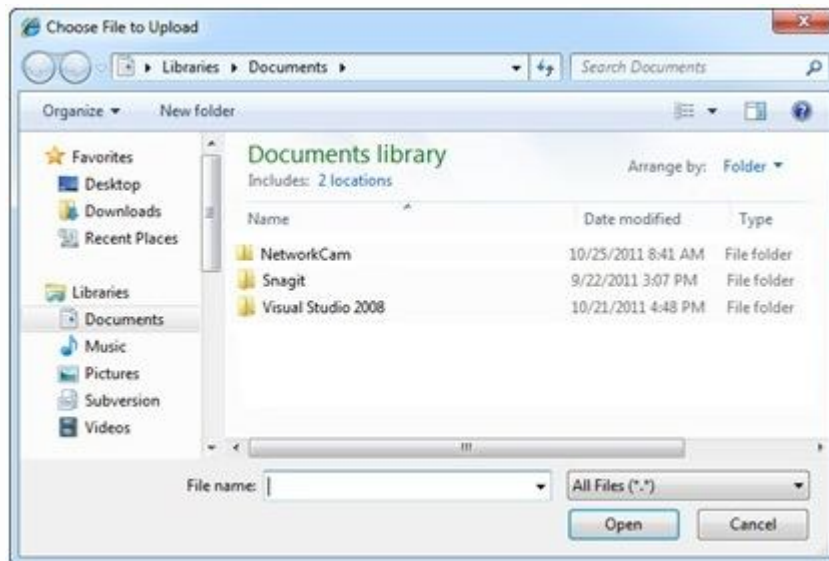 Choose File to Upload
Libraries Documents
Search Documents
Organize New folder
Favorites
Desktop
Downloads
Recent Places
Libraries
Documents
Music
Pictures
Subversion
Videos
Documents library
Includes: 2 locations
Arrange by: Folder
Name Date modified Type
NetworkCam 10/25/2011 8:41 AM File folder
Snagit 9/22/2011 3:07 PM File folder
Visual Studio 2008 10/21/2011 4:48 PM File folder
File name: All Files (*.*)
Open Cancel